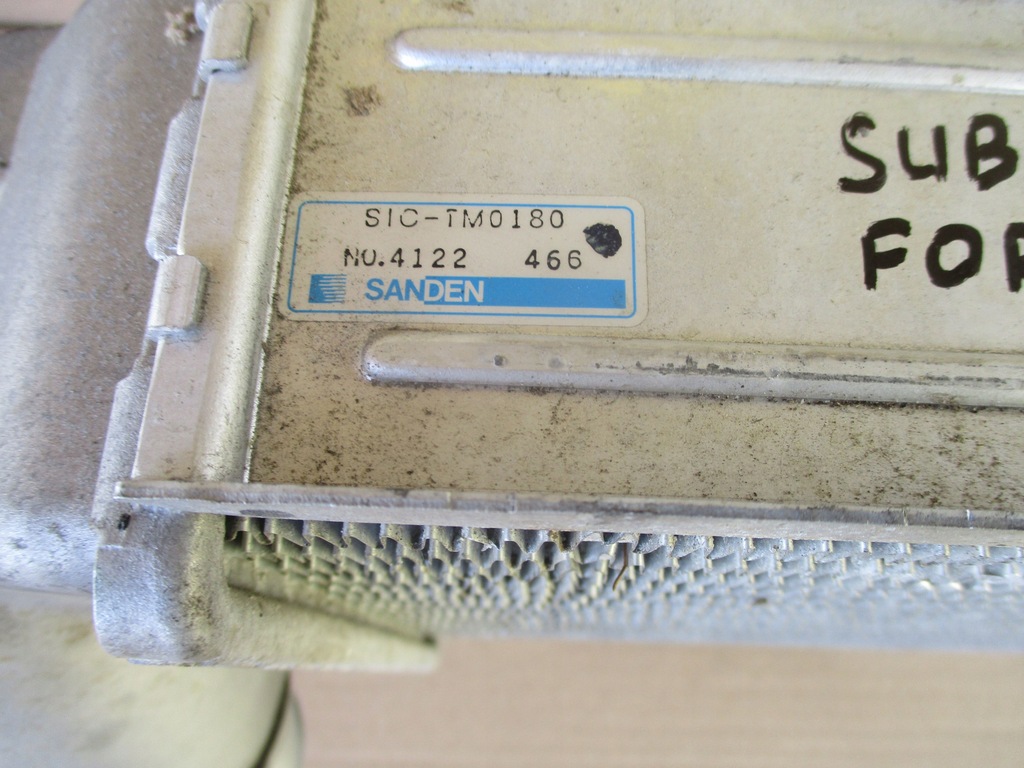 SIC-TM0180
NO.4122 466
SANDEN
SUB
FOR